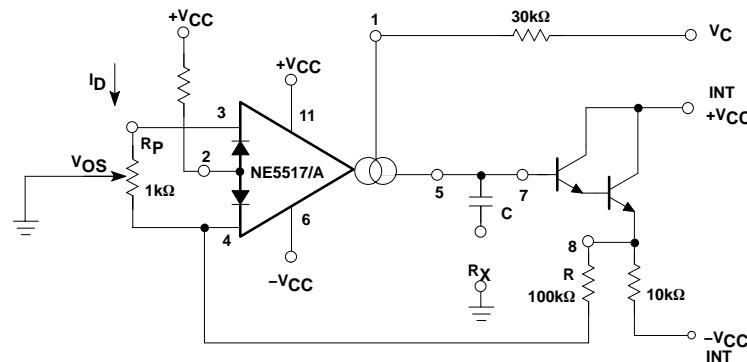 +VCC
1
30kΩ
VC
ID
+VCC
11
INT
+VCC
3
RP
VOS
2
NE5517/A
1kΩ
5
7
C
4
6
8
−VCC
RX
R
100kΩ
10kΩ
−VCC
INT